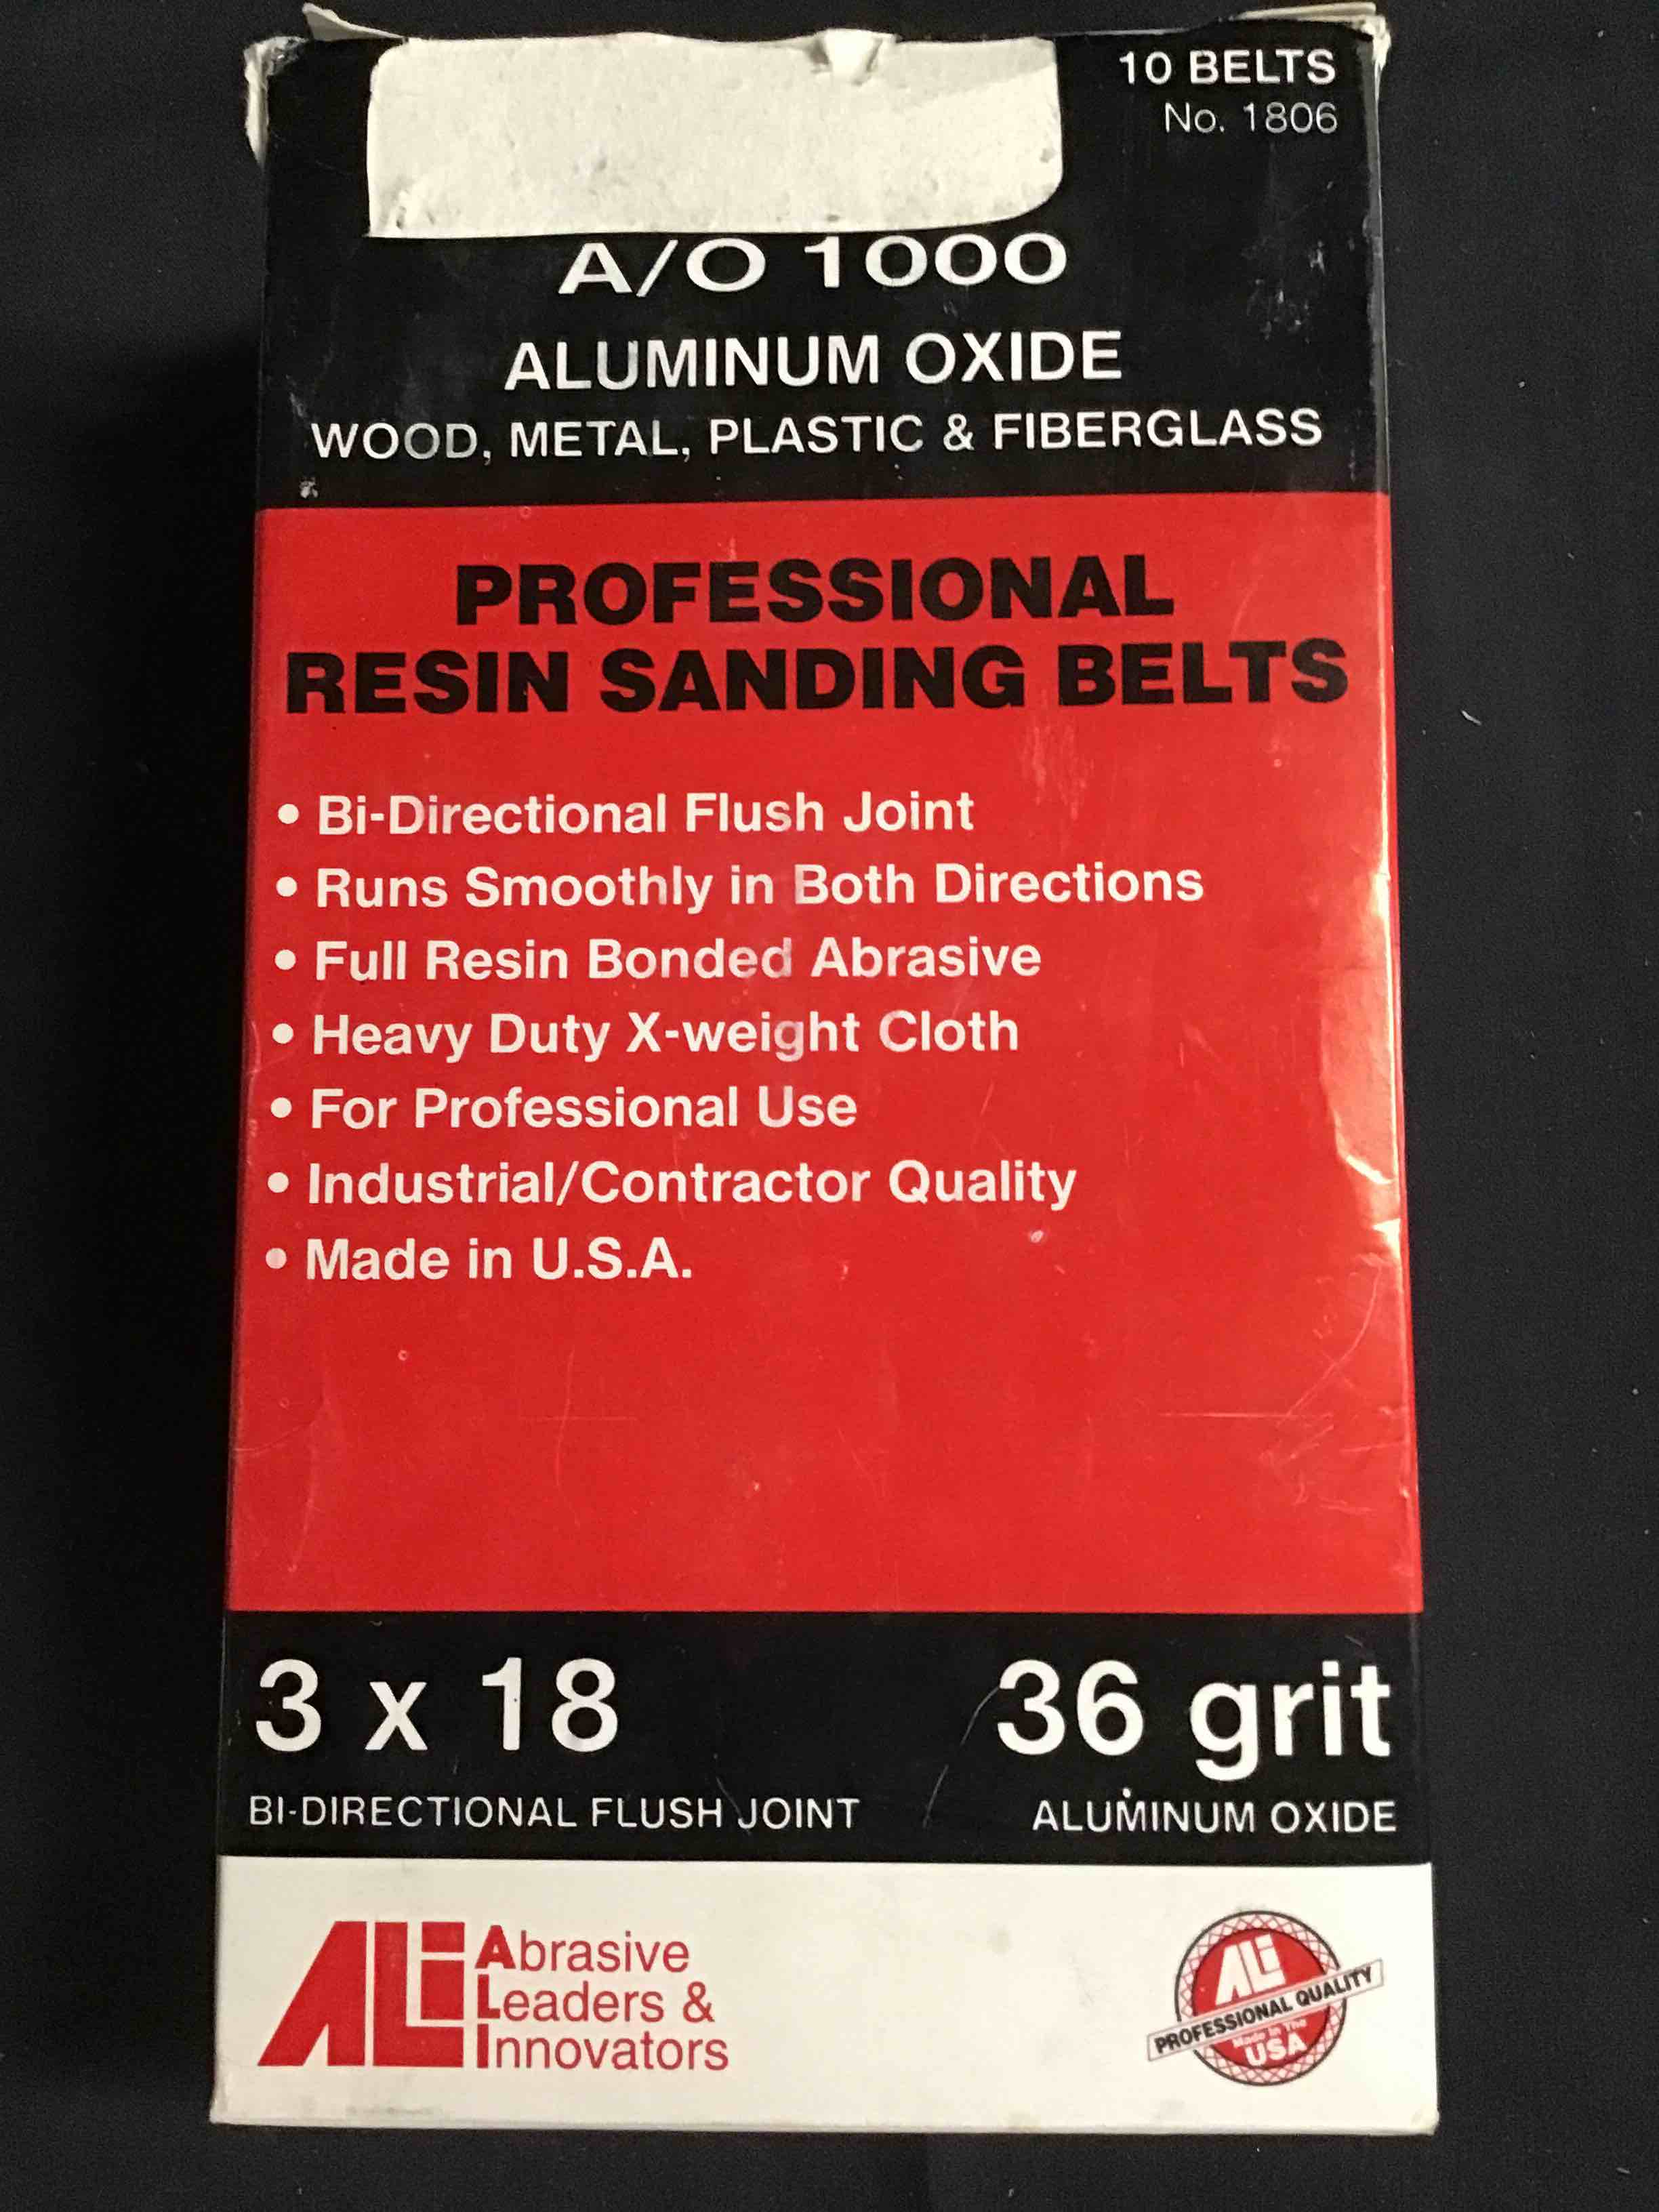 10 BELTS
No. 1806
A/O 1000
ALUMINUM OXIDE
WOOD, METAL, PLASTIC & FIBERGLASS
PROFESSIONAL
RESIN SANDING BELTS
• Bi-Directional Flush Joint
• Runs Smoothly in Both Directions
• Full Resin Bonded Abrasive
• Heavy Duty X-weight Cloth
• For Professional Use
• Industrial/Contractor Quality
• Made in U.S.A.
3 x 18
36 grit
BI-DIRECTIONAL FLUSH JOINT
ALUMINUM OXIDE
ALi
Abrasive
Leaders &
Innovators
ALi
PROFESSIONAL QUALITY
Made In The
USA